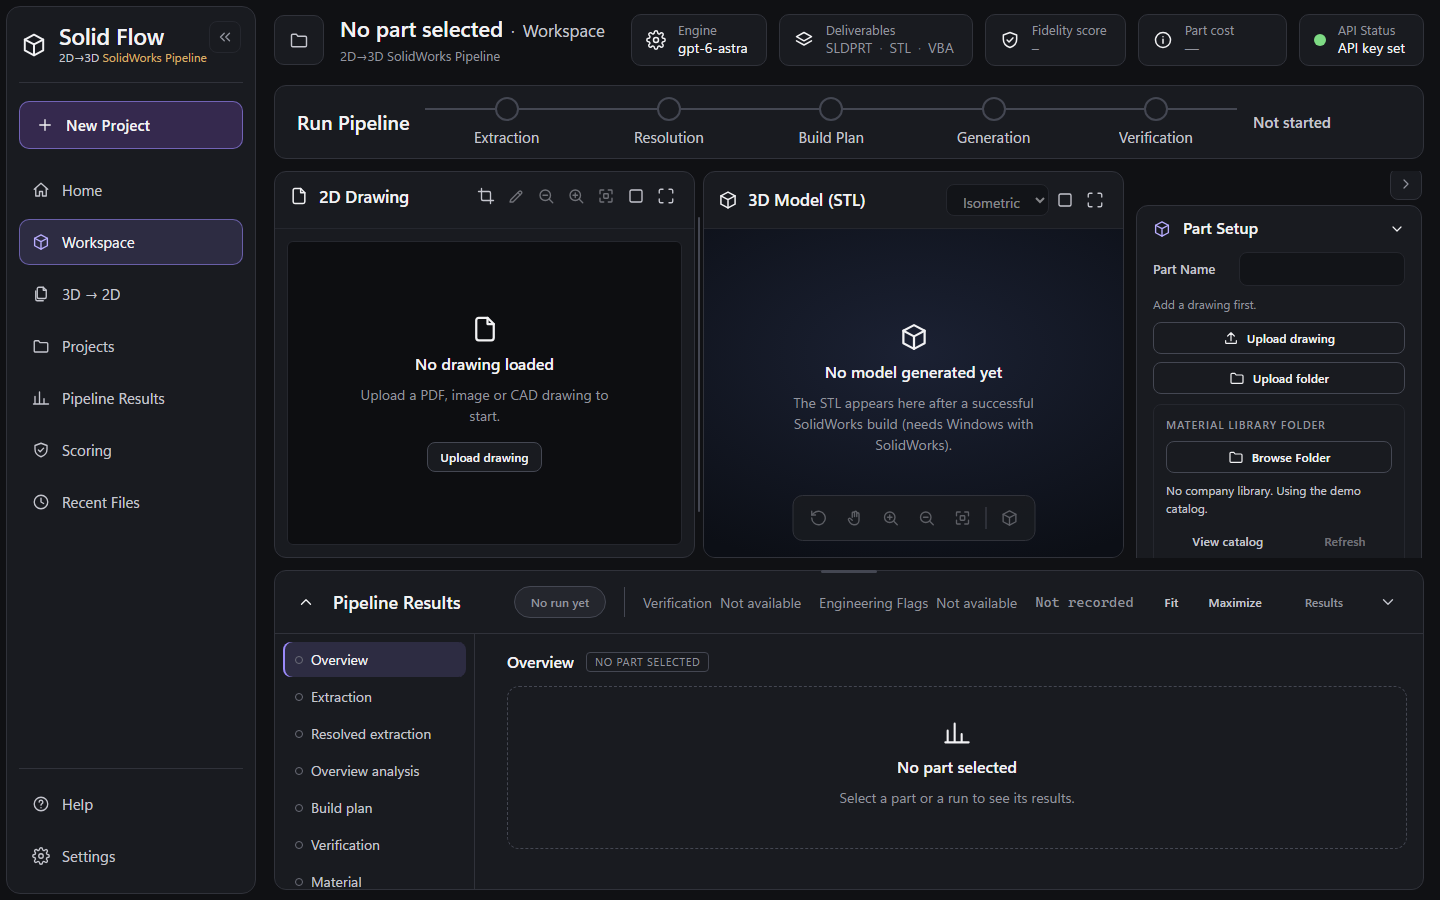 Solid Flow
2D→3D SolidWorks Pipeline
New Project
Home
Workspace
3D → 2D
Projects
Pipeline Results
Scoring
Recent Files
Help
Settings
No part selected · Workspace
2D→3D SolidWorks Pipeline
Engine
gpt-6-astra
Deliverables
SLDPRT · STL · VBA
Fidelity score
–
Part cost
—
API Status
API key set
Run Pipeline
Extraction
Resolution
Build Plan
Generation
Verification
Not started
2D Drawing
No drawing loaded
Upload a PDF, image or CAD drawing to
start.
Upload drawing
3D Model (STL)
Isometric
No model generated yet
The STL appears here after a successful
SolidWorks build (needs Windows with
SolidWorks).
Part Setup
Part Name
Add a drawing first.
Upload drawing
Upload folder
MATERIAL LIBRARY FOLDER
Browse Folder
No company library. Using the demo
catalog.
View catalog
Refresh
Pipeline Results
No run yet
Verification Not available
Engineering Flags Not available
Not recorded
Fit
Maximize
Results
Overview
Extraction
Resolved extraction
Overview analysis
Build plan
Verification
Material
Overview
NO PART SELECTED
No part selected
Select a part or a run to see its results.